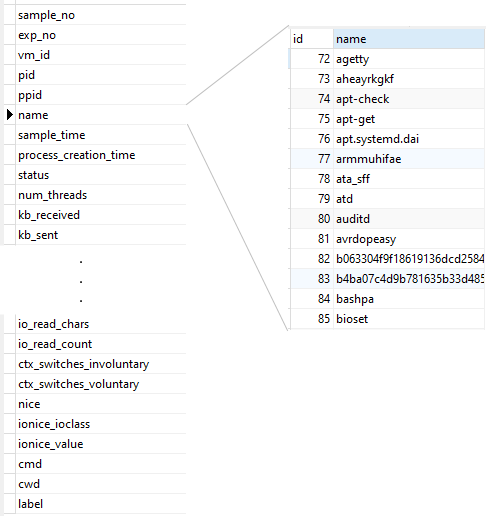 sample_no
exp_no
vm_id
pid
ppid
name
sample_time
process_creation_time
status
num_threads
kb_received
kb_sent
.
.
.
io_read_chars
io_read_count
ctx_switches_involuntary
ctx_switches_voluntary
nice
ionice_ioclass
ionice_value
cmd
cwd
label
id name
72 agetty
73 aheayrkgkf
74 apt-check
75 apt-get
76 apt.systemd.dai
77 armmuhifae
78 ata_sff
79 atd
80 auditd
81 avrdopeasy
82 b063304f9f18619136dcd2584
83 b4ba07c4d9b781635b33d485
84 bashpa
85 bioset